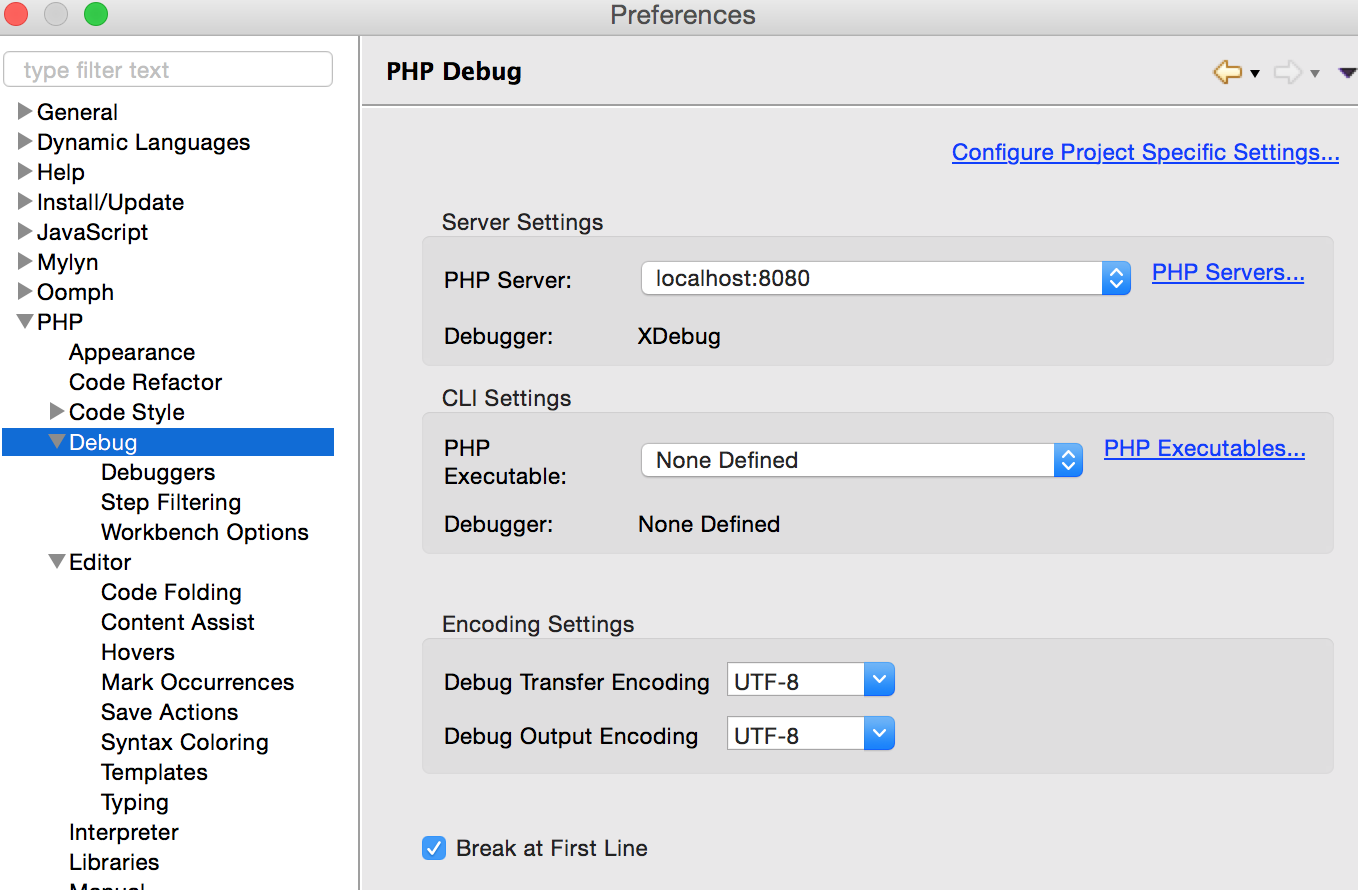 Preferences
type filter text
General
Dynamic Languages
Help
Install/Update
JavaScript
Mylyn
Oomph
PHP
Appearance
Code Refactor
Code Style
Debug
Debuggers
Step Filtering
Workbench Options
Editor
Code Folding
Content Assist
Hovers
Mark Occurrences
Save Actions
Syntax Coloring
Templates
Typing
Interpreter
Libraries
Manual
PHP Debug
Configure Project Specific Settings...
Server Settings
PHP Server: localhost:8080 PHP Servers...
Debugger: XDebug
CLI Settings
PHP
Executable: None Defined PHP Executables...
Debugger: None Defined
Encoding Settings
Debug Transfer Encoding UTF-8
Debug Output Encoding UTF-8
Break at First Line